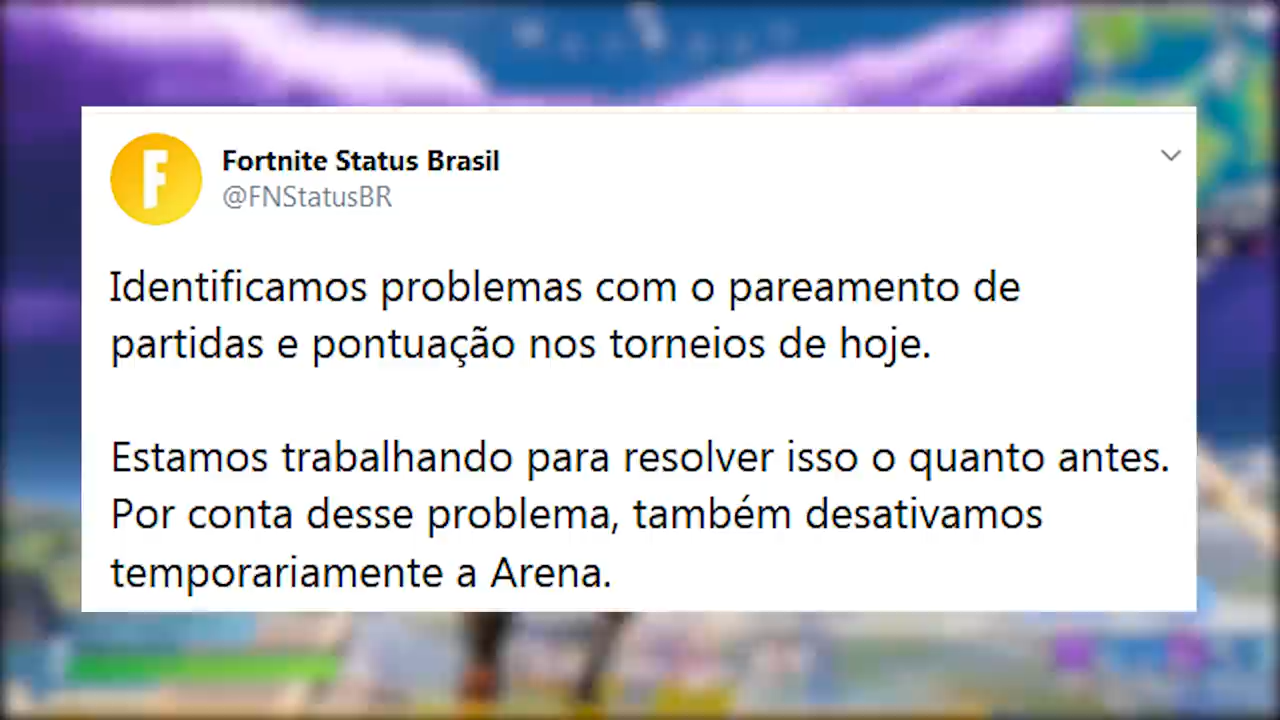 F
Fortnite Status Brasil
@FNStatusBR
Identificamos problemas com o pareamento de
partidas e pontuação nos torneios de hoje.
Estamos trabalhando para resolver isso o quanto antes.
Por conta desse problema, também desativamos
temporariamente a Arena.